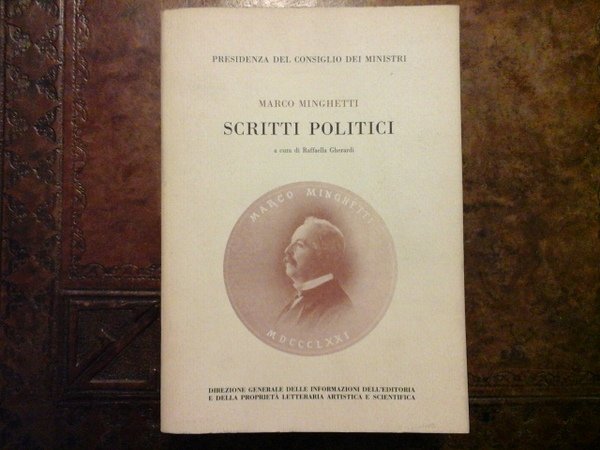 PRESIDENZA DEL CONSIGLIO DEI MINISTRI
MARCO MINGHETTI
SCRITTI POLITICI
a cura di Raffaella Gherardi
MARCO MINGHETTI
MDCCCLXXI
DIREZIONE GENERALE DELLE INFORMAZIONI DELL'EDITORIA
E DELLA PROPRIETÀ LETTERARIA ARTISTICA E SCIENTIFICA